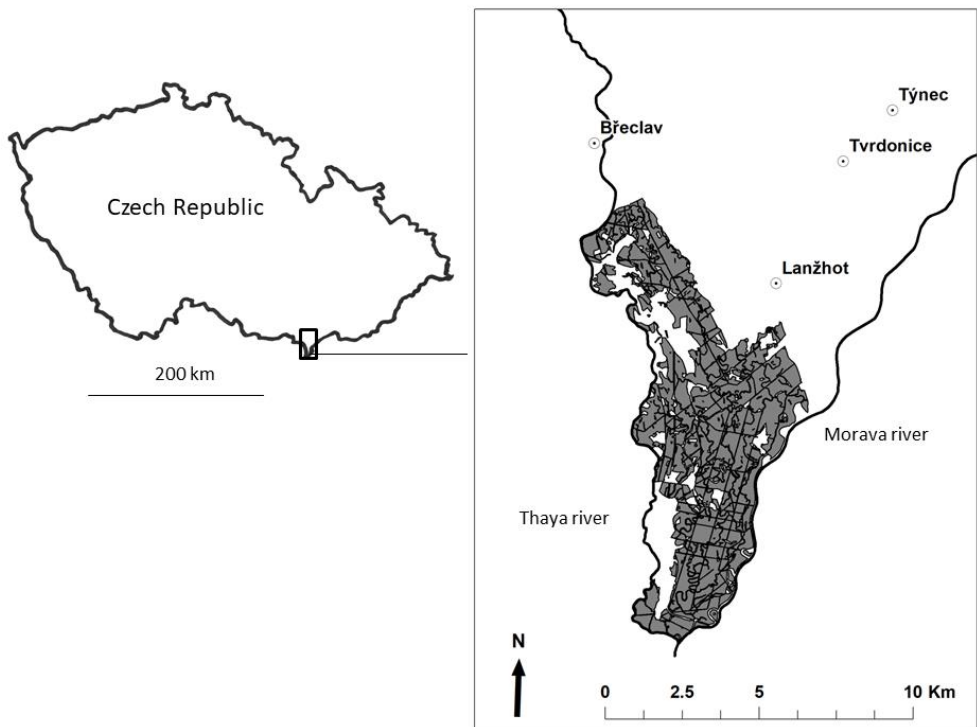 Czech Republic
200 km
Týnec
Břeclav
Tvrdonice
Lanžhot
Morava river
Thaya river
N
0 2.5 5 10 Km